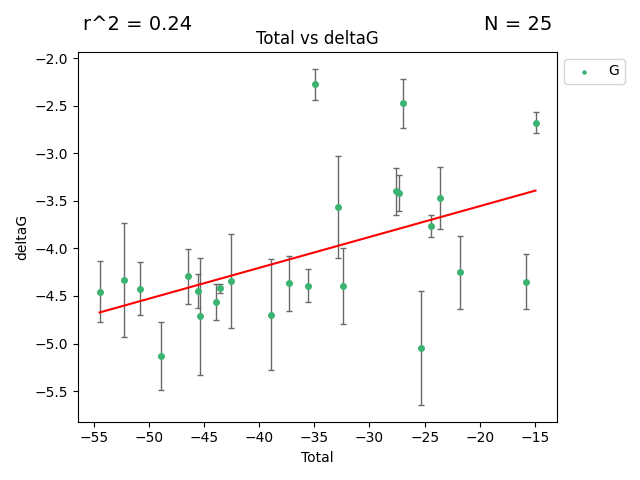 r^2 = 0.24
N = 25
Total vs deltaG
G
−2.0
−2.5
−3.0
−3.5
−4.0
−4.5
−5.0
−5.5
deltaG
−55 −50 −45 −40 −35 −30 −25 −20 −15
Total